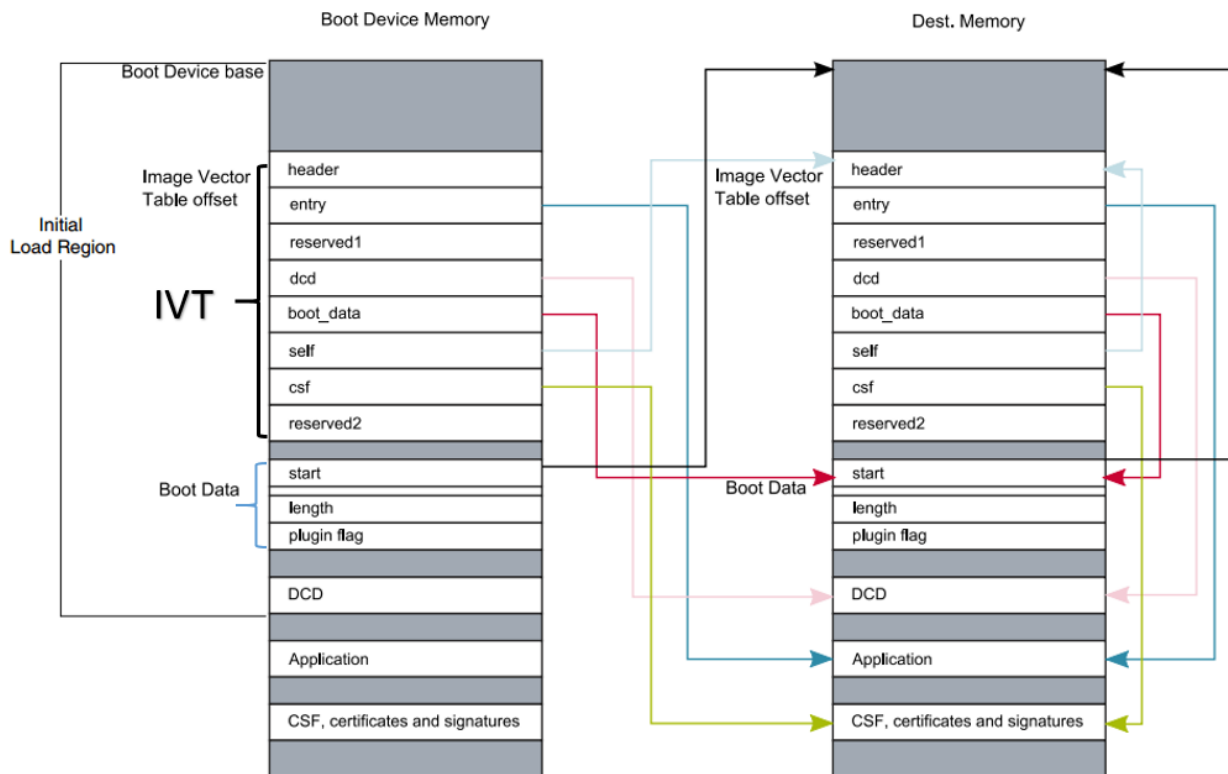 Boot Device Memory
Dest. Memory
Boot Device base
Image Vector
Table offset
Initial
Load Region
IVT
header
entry
reserved1
dcd
boot_data
self
csf
reserved2
Boot Data
start
length
plugin flag
DCD
Application
CSF, certificates and signatures
Image Vector
Table offset
header
entry
reserved1
dcd
boot_data
self
csf
reserved2
Boot Data
start
length
plugin flag
DCD
Application
CSF, certificates and signatures